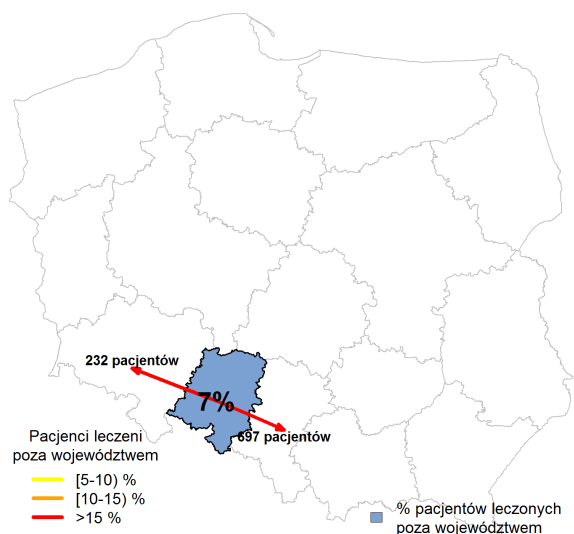 232 pacjentów
7%
697 pacjentów
Pacjenci leczeni
poza województwem
[5-10) %
[10-15) %
>15 %
% pacjentów leczonych
poza województwem